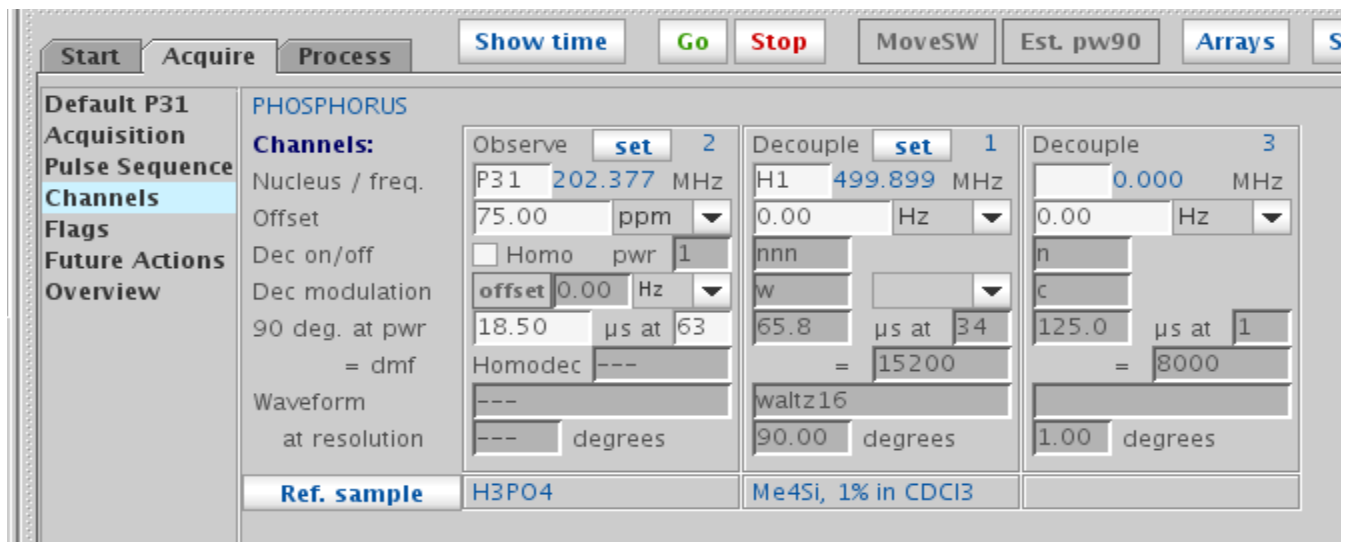 Start Acquire Process Show time Go Stop MoveSW Est. pw90 Arrays S
Default P31
Acquisition
Pulse Sequence
Channels
Flags
Future Actions
Overview
PHOSPHORUS
Channels: Observe set 2 Decouple set 1 Decouple 3
Nucleus / freq. P31 202.377 MHz H1 499.899 MHz 0.000 MHz
Offset 75.00 ppm 0.00 Hz 0.00 Hz
Dec on/off Homo pwr 1 nnn n
Dec modulation offset 0.00 Hz w c
90 deg. at pwr 18.50 µs at 63 65.8 µs at 34 125.0 µs at 1
= dmf Homodec --- = 15200 = 8000
Waveform --- waltz16
at resolution --- degrees 90.00 degrees 1.00 degrees
Ref. sample H3PO4 Me4Si, 1% in CDCl3